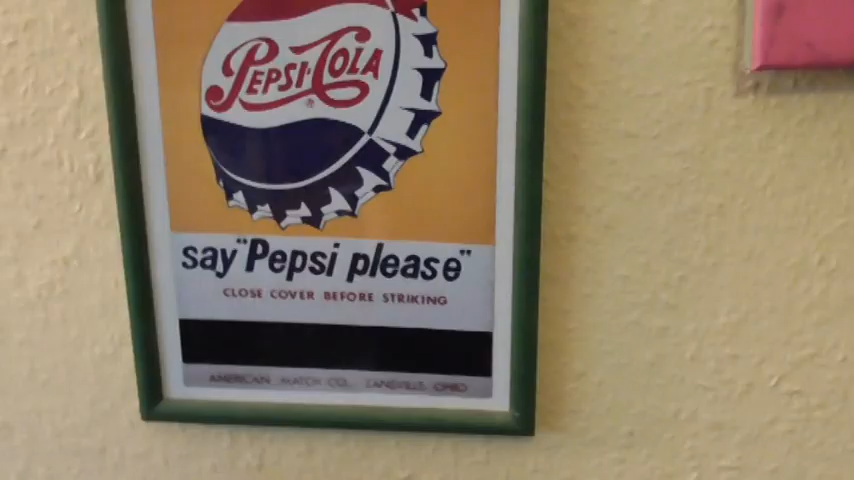 PEPSI-COLA
say "Pepsi please"
CLOSE COVER BEFORE STRIKING
AMERICAN MATCH CO., ZANESVILLE, OHIO